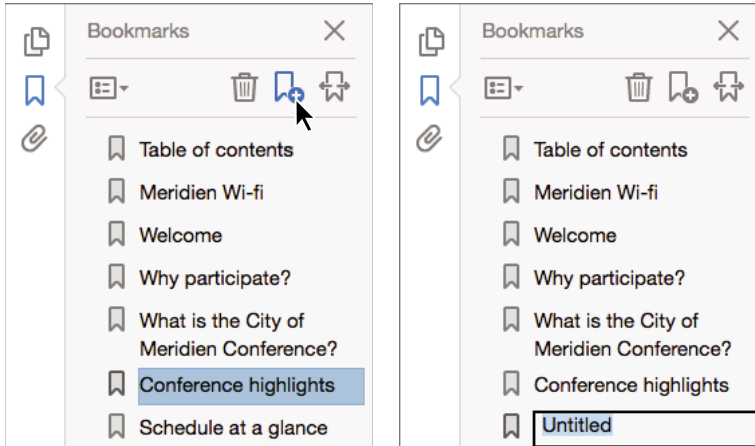 Bookmarks
Table of contents
Meridien Wi-fi
Welcome
Why participate?
What is the City of
Meridien Conference?
Conference highlights
Schedule at a glance
Bookmarks
Table of contents
Meridien Wi-fi
Welcome
Why participate?
What is the City of
Meridien Conference?
Conference highlights
Untitled